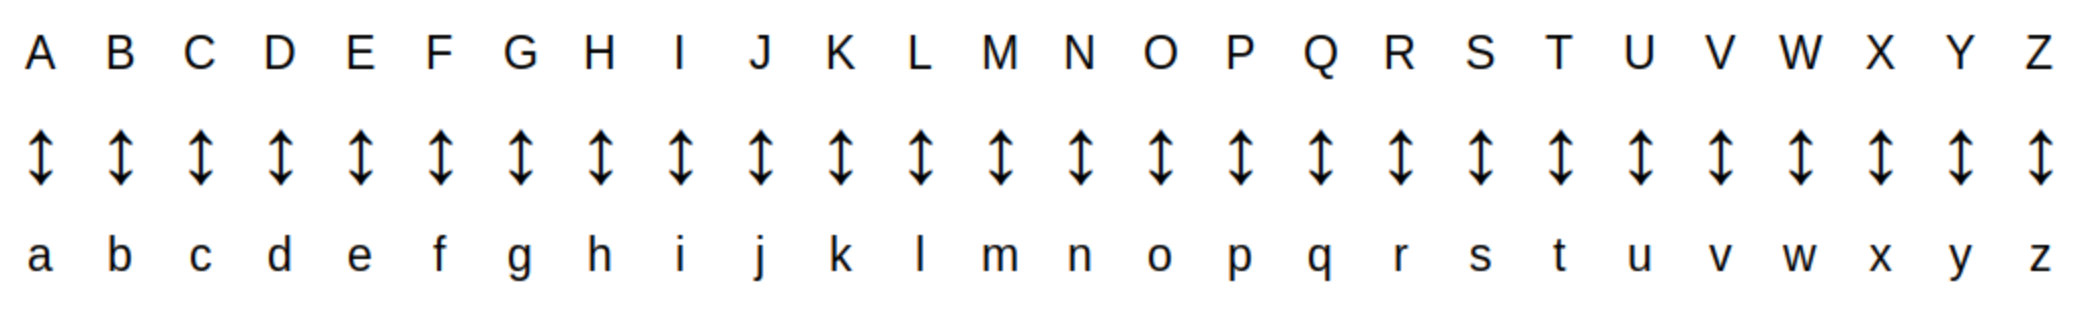 A B C D E F G H I J K L M N O P Q R S T U V W X Y Z
↕ ↕ ↕ ↕ ↕ ↕ ↕ ↕ ↕ ↕ ↕ ↕ ↕ ↕ ↕ ↕ ↕ ↕ ↕ ↕ ↕ ↕ ↕ ↕ ↕ ↕
a b c d e f g h i j k l m n o p q r s t u v w x y z